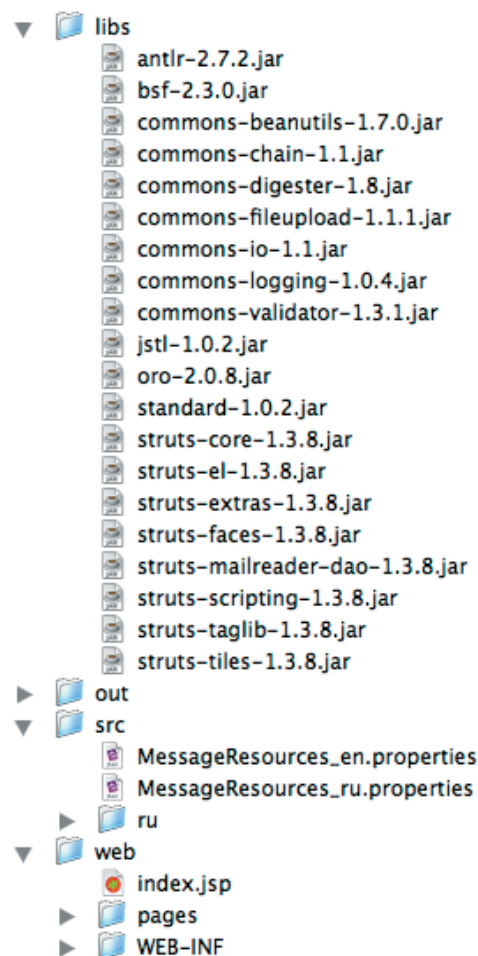 libs
antlr-2.7.2.jar
bsf-2.3.0.jar
commons-beanutils-1.7.0.jar
commons-chain-1.1.jar
commons-digester-1.8.jar
commons-fileupload-1.1.1.jar
commons-io-1.1.jar
commons-logging-1.0.4.jar
commons-validator-1.3.1.jar
jstl-1.0.2.jar
oro-2.0.8.jar
standard-1.0.2.jar
struts-core-1.3.8.jar
struts-el-1.3.8.jar
struts-extras-1.3.8.jar
struts-faces-1.3.8.jar
struts-mailreader-dao-1.3.8.jar
struts-scripting-1.3.8.jar
struts-taglib-1.3.8.jar
struts-tiles-1.3.8.jar
out
src
MessageResources_en.properties
MessageResources_ru.properties
ru
web
index.jsp
pages
WEB-INF